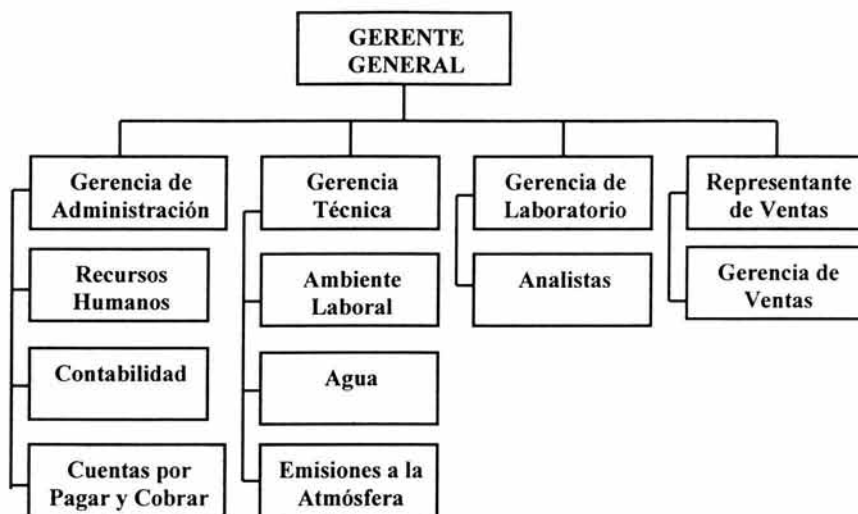 GERENTE
GENERAL
Gerencia de
Administración
Gerencia
Técnica
Gerencia de
Laboratorio
Representante
de Ventas
Recursos
Humanos
Ambiente
Laboral
Analistas
Gerencia de
Ventas
Contabilidad
Agua
Cuentas por
Pagar y Cobrar
Emisiones a la
Atmósfera